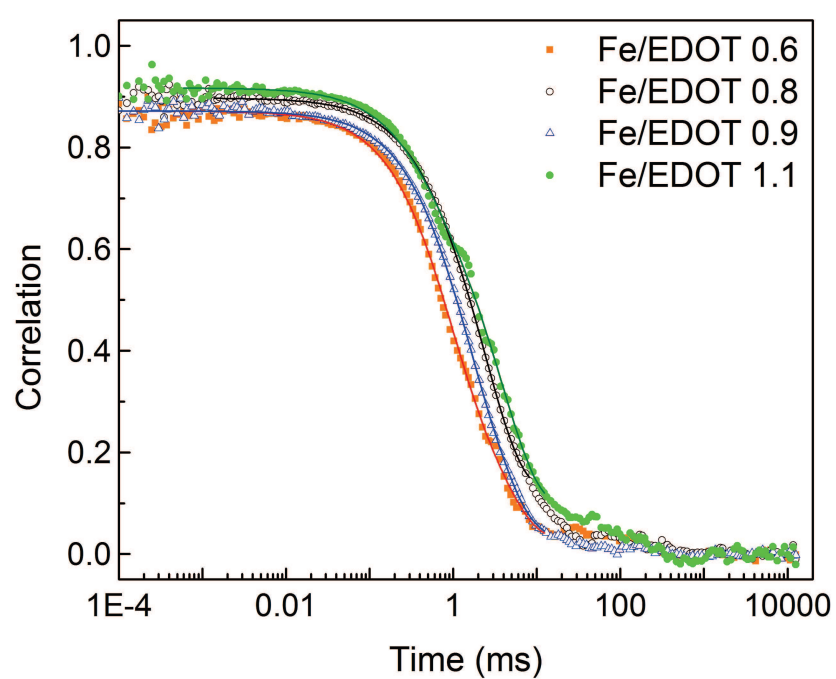 1.0
0.8
0.6
0.4
0.2
0.0
Correlation
Fe/EDOT 0.6
Fe/EDOT 0.8
Fe/EDOT 0.9
Fe/EDOT 1.1
1E-4 0.01 1 100 10000
Time (ms)